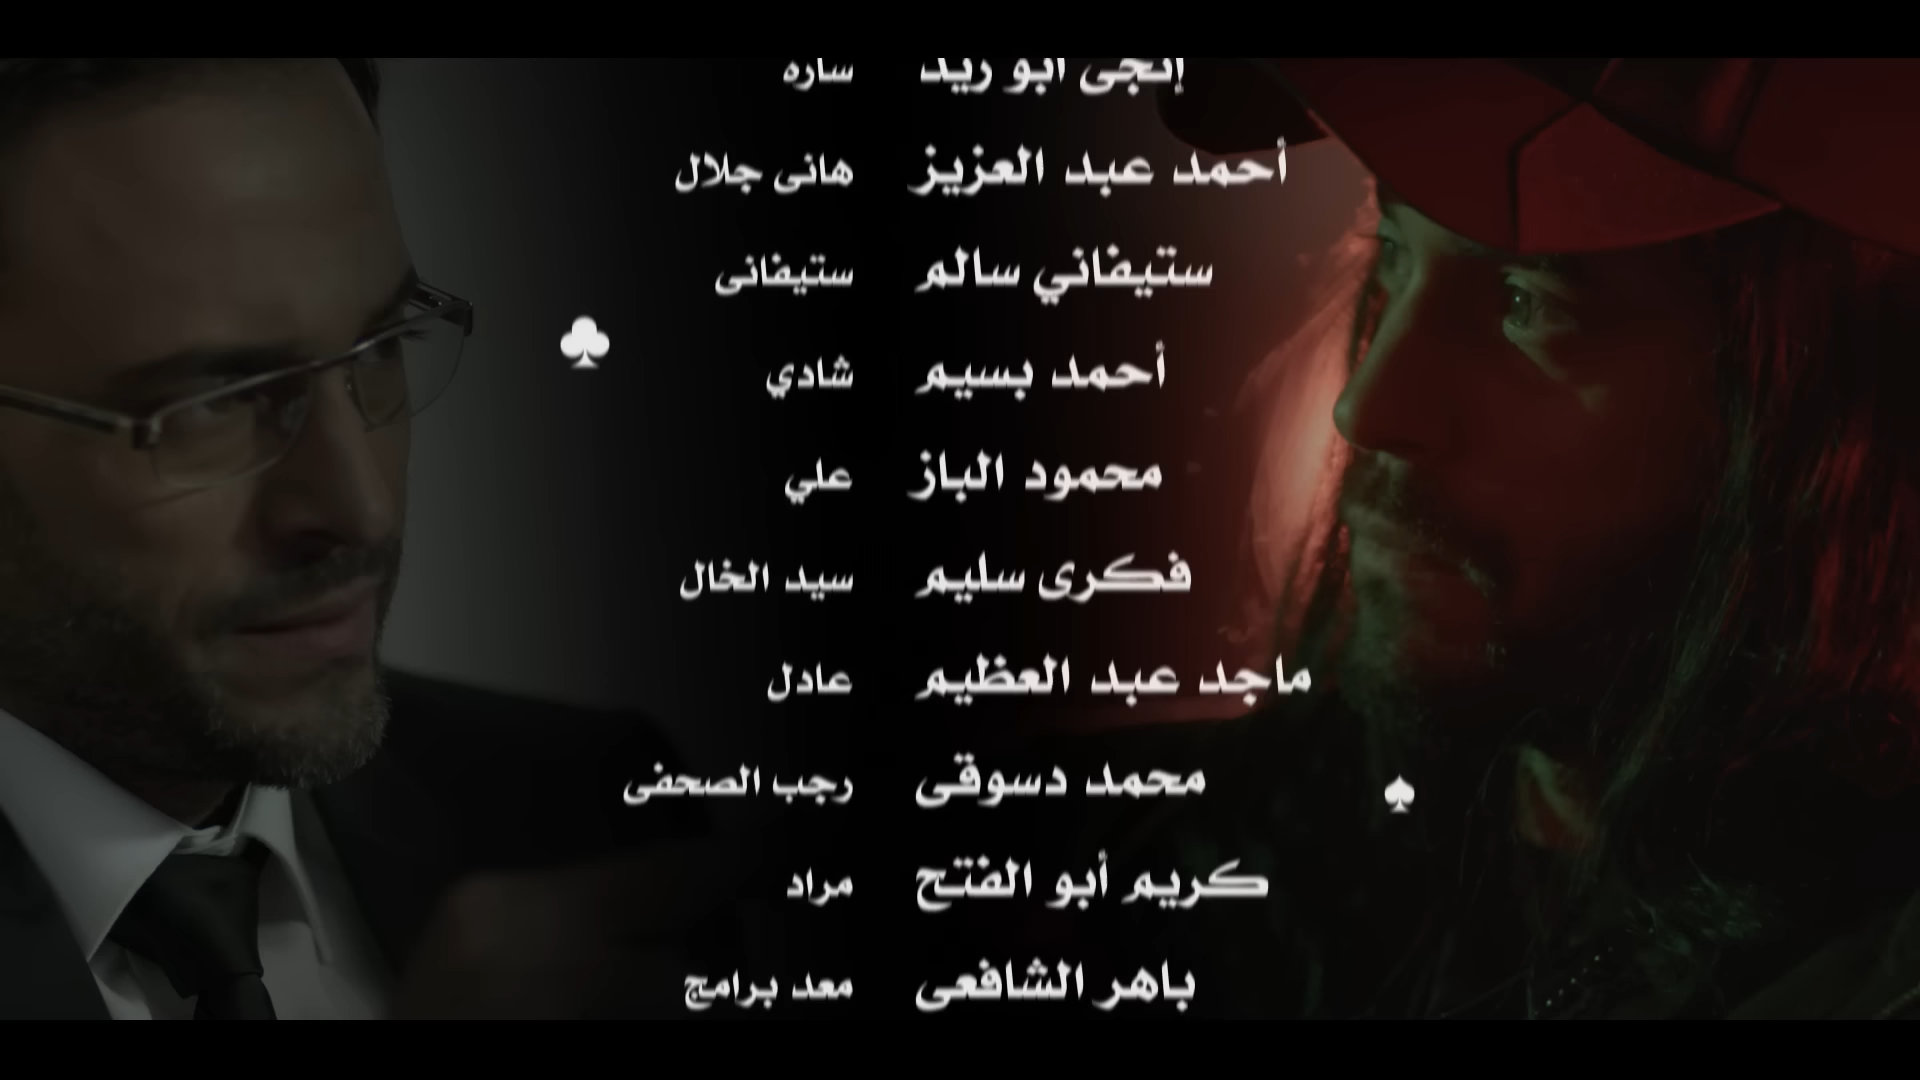 إنجى أبو زيد ساره
أحمد عبد العزيز هانى جلال
ستيفاني سالم ستيفانى
أحمد بسيم شادي
محمود الباز علي
فكرى سليم سيد الخال
ماجد عبد العظيم عادل
محمد دسوقى رجب الصحفى
كريم أبو الفتح مراد
باهر الشافعى معد برامج